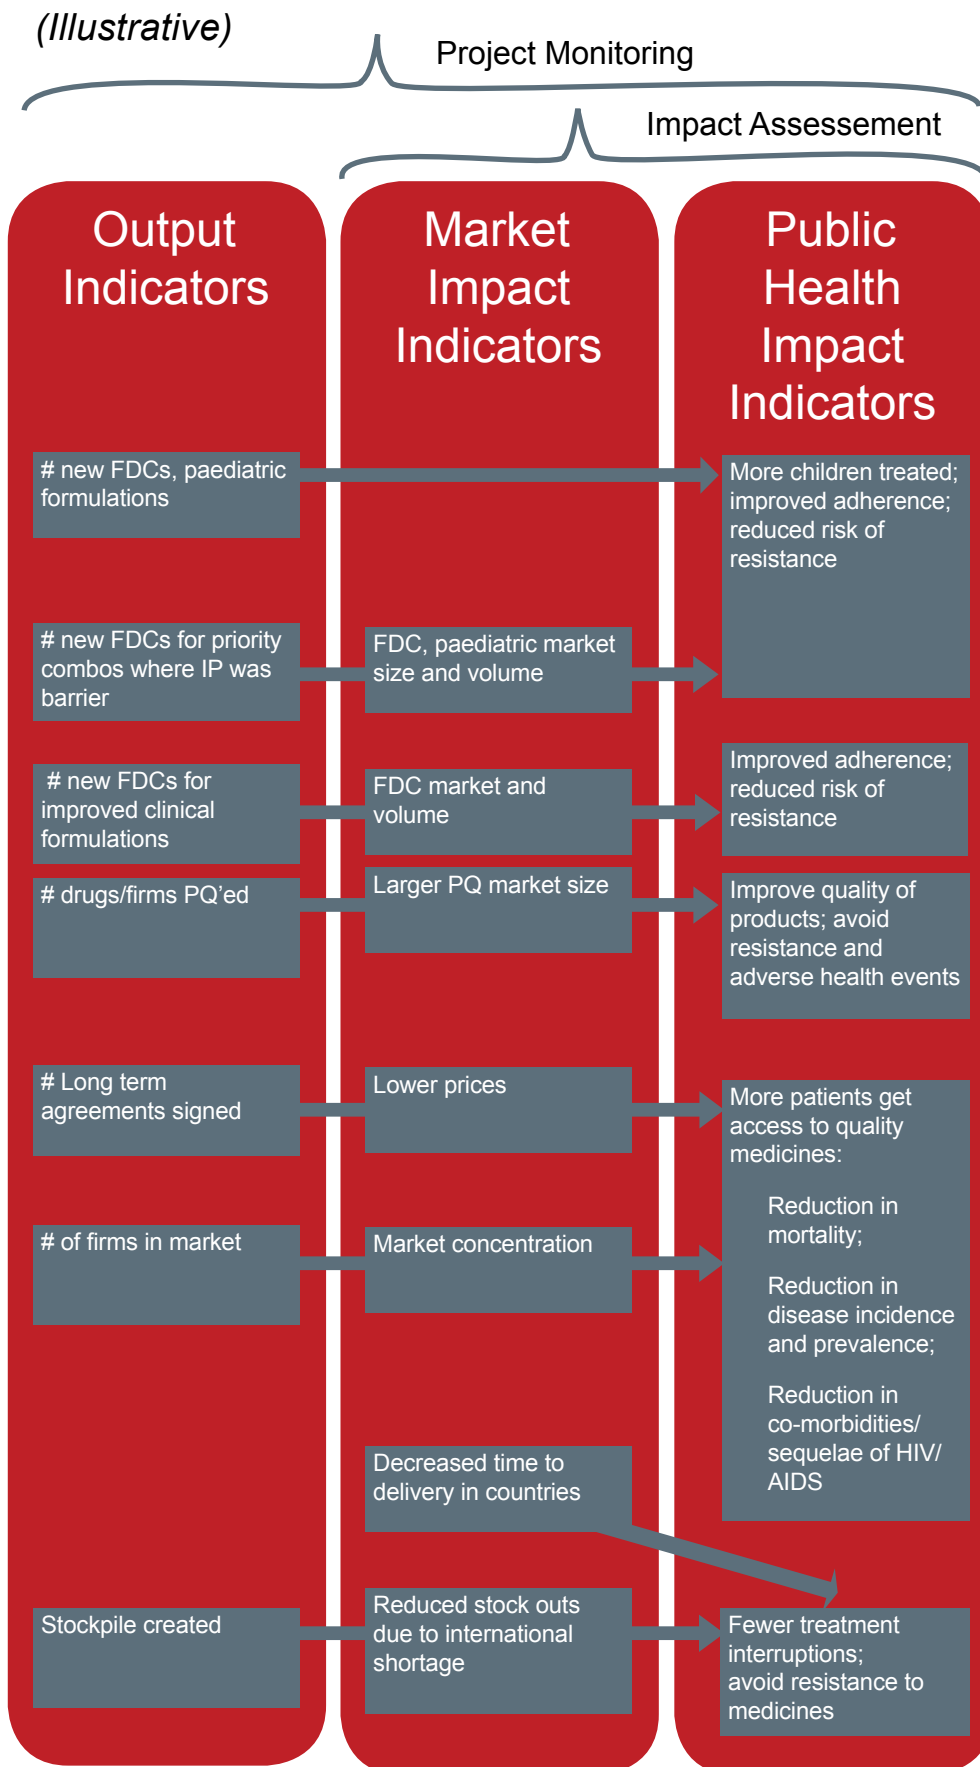 (Illustrative)
Project Monitoring
Impact Assessement
Output
Indicators
Market
Impact
Indicators
Public
Health
Impact
Indicators
# new FDCs, paediatric
formulations
More children treated;
improved adherence;
reduced risk of
resistance
# new FDCs for priority
combos where IP was
barrier
FDC, paediatric market
size and volume
# new FDCs for
improved clinical
formulations
FDC market and
volume
Improved adherence;
reduced risk of
resistance
# drugs/firms PQ'ed
Larger PQ market size
Improve quality of
products; avoid
resistance and
adverse health events
# Long term
agreements signed
Lower prices
More patients get
access to quality
medicines:
Reduction in
mortality;
Reduction in
disease incidence
and prevalence;
Reduction in
co-morbidities/
sequelae of HIV/
AIDS
# of firms in market
Market concentration
Decreased time to
delivery in countries
Stockpile created
Reduced stock outs
due to international
shortage
Fewer treatment
interruptions;
avoid resistance to
medicines